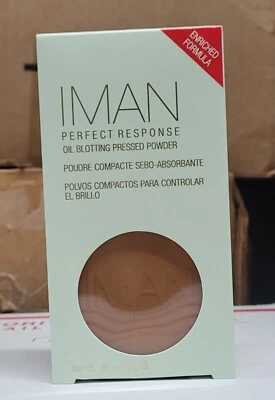 ENRICHED
FORMULA
IMAN
PERFECT RESPONSE
OIL BLOTTING PRESSED POWDER
POUDRE COMPACTE SEBO-ABSORBANTE
POLVOS COMPACTOS PARA CONTROLAR
EL BRILLO
IMAN